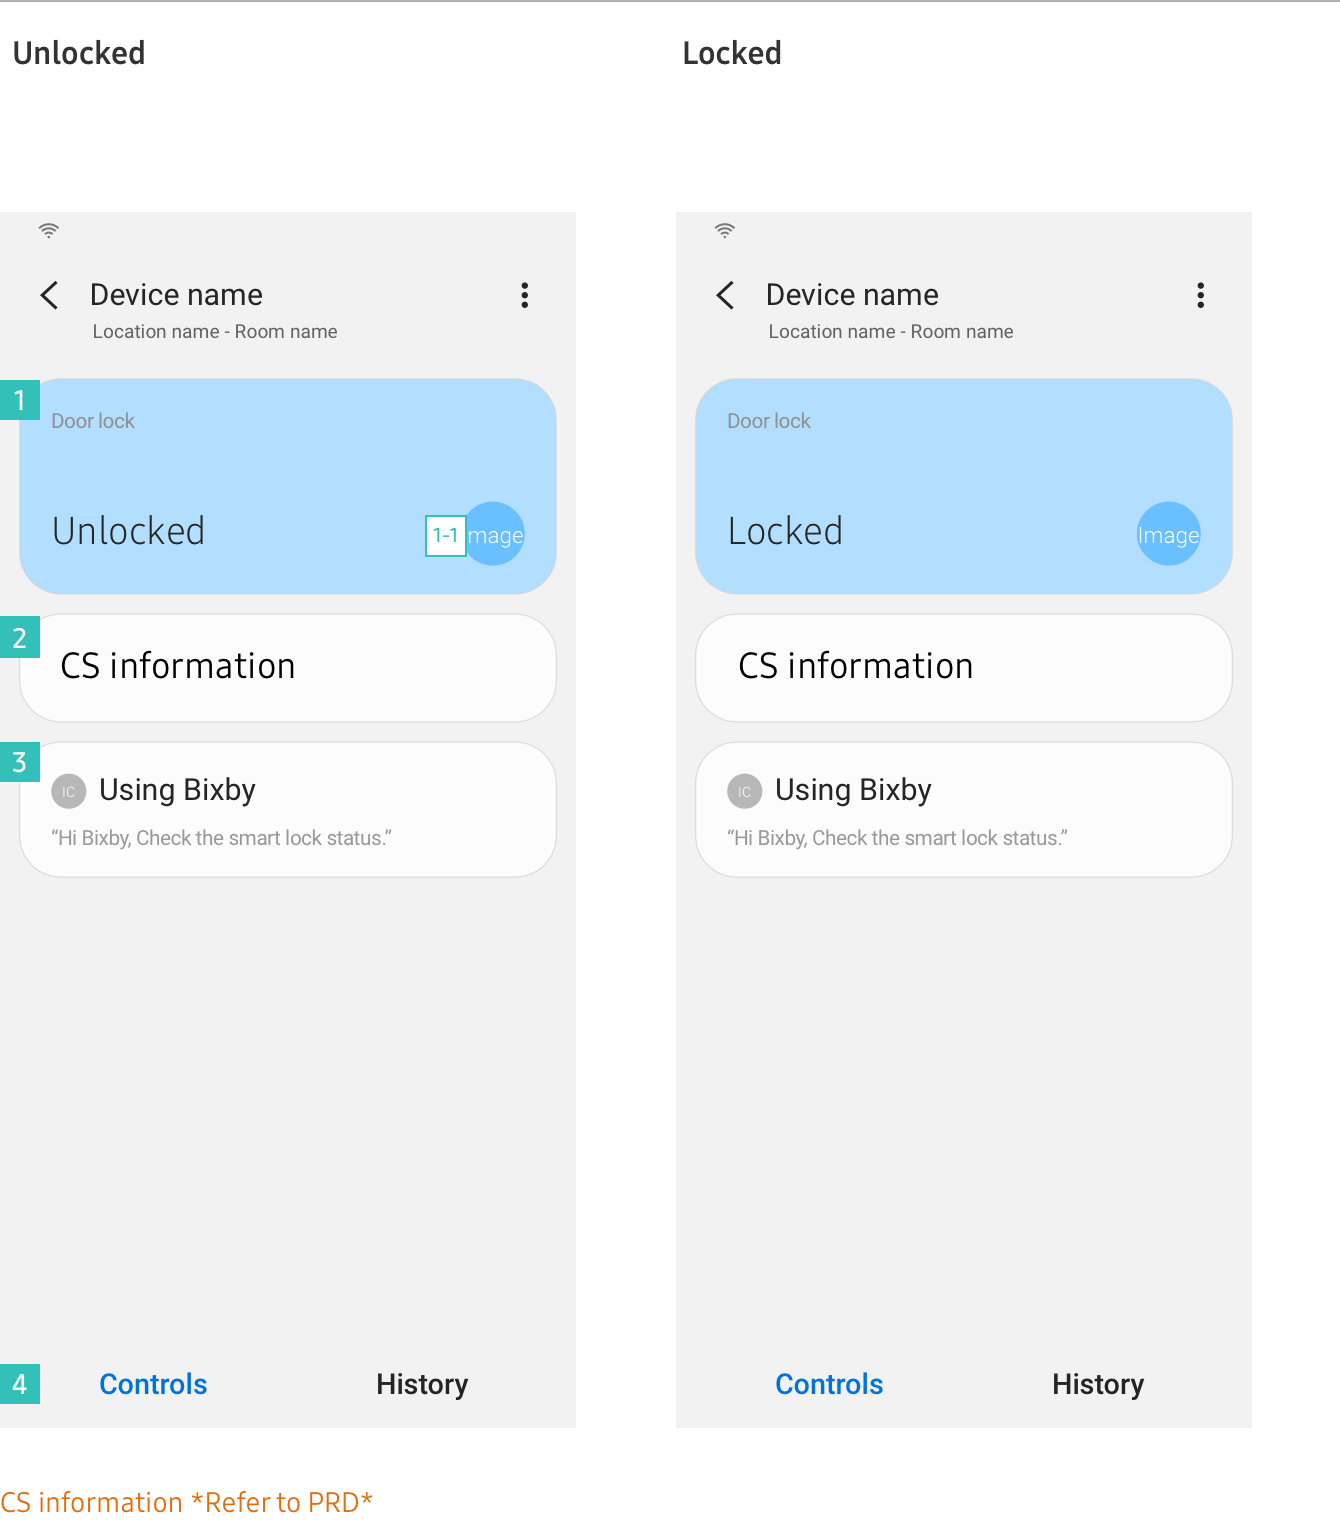 Unlocked
Device name
Location name - Room name
1
Door lock
Unlocked
1-1
mage
2
CS information
3
IC
Using Bixby
“Hi Bixby, Check the smart lock status.”
4
Controls
History
Locked
Device name
Location name - Room name
Door lock
Locked
Image
CS information
IC
Using Bixby
“Hi Bixby, Check the smart lock status.”
Controls
History
CS information *Refer to PRD*